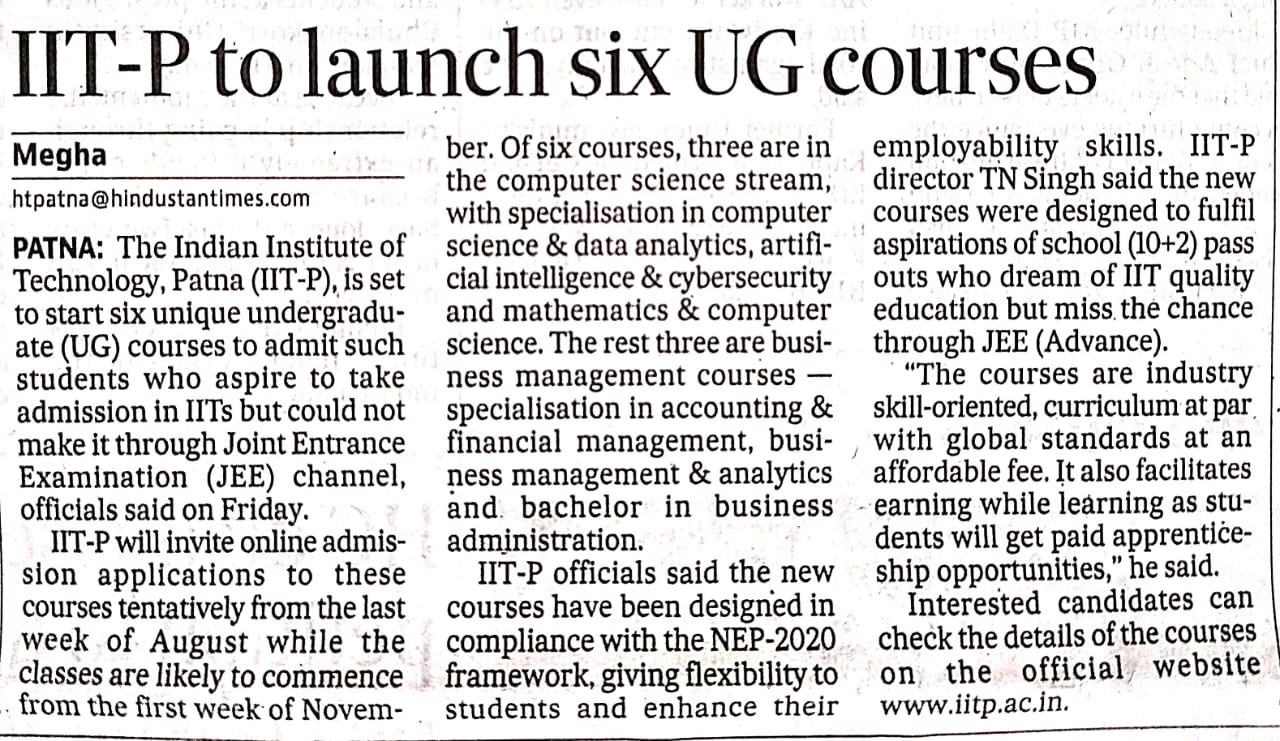 IIT-P to launch six UG courses
Megha
htpatna@hindustantimes.com
PATNA: The Indian Institute of
Technology, Patna (IIT-P), is set
to start six unique undergradu-
ate (UG) courses to admit such
students who aspire to take
admission in IITs but could not
make it through Joint Entrance
Examination (JEE) channel,
officials said on Friday.
IIT-P will invite online admis-
sion applications to these
courses tentatively from the last
week of August while the
classes are likely to commence
from the first week of Novem-
ber. Of six courses, three are in
the computer science stream,
with specialisation in computer
science & data analytics, artifi-
cial intelligence & cybersecurity
and mathematics & computer
science. The rest three are busi-
ness management courses —
specialisation in accounting &
financial management, busi-
ness management & analytics
and bachelor in business
administration.
IIT-P officials said the new
courses have been designed in
compliance with the NEP-2020
framework, giving flexibility to
students and enhance their
employability skills. IIT-P
director TN Singh said the new
courses were designed to fulfil
aspirations of school (10+2) pass
outs who dream of IIT quality
education but miss the chance
through JEE (Advance).
“The courses are industry
skill-oriented, curriculum at par
with global standards at an
affordable fee. It also facilitates
earning while learning as stu-
dents will get paid apprentice-
ship opportunities,” he said.
Interested candidates can
check the details of the courses
on the official website
www.iitp.ac.in.